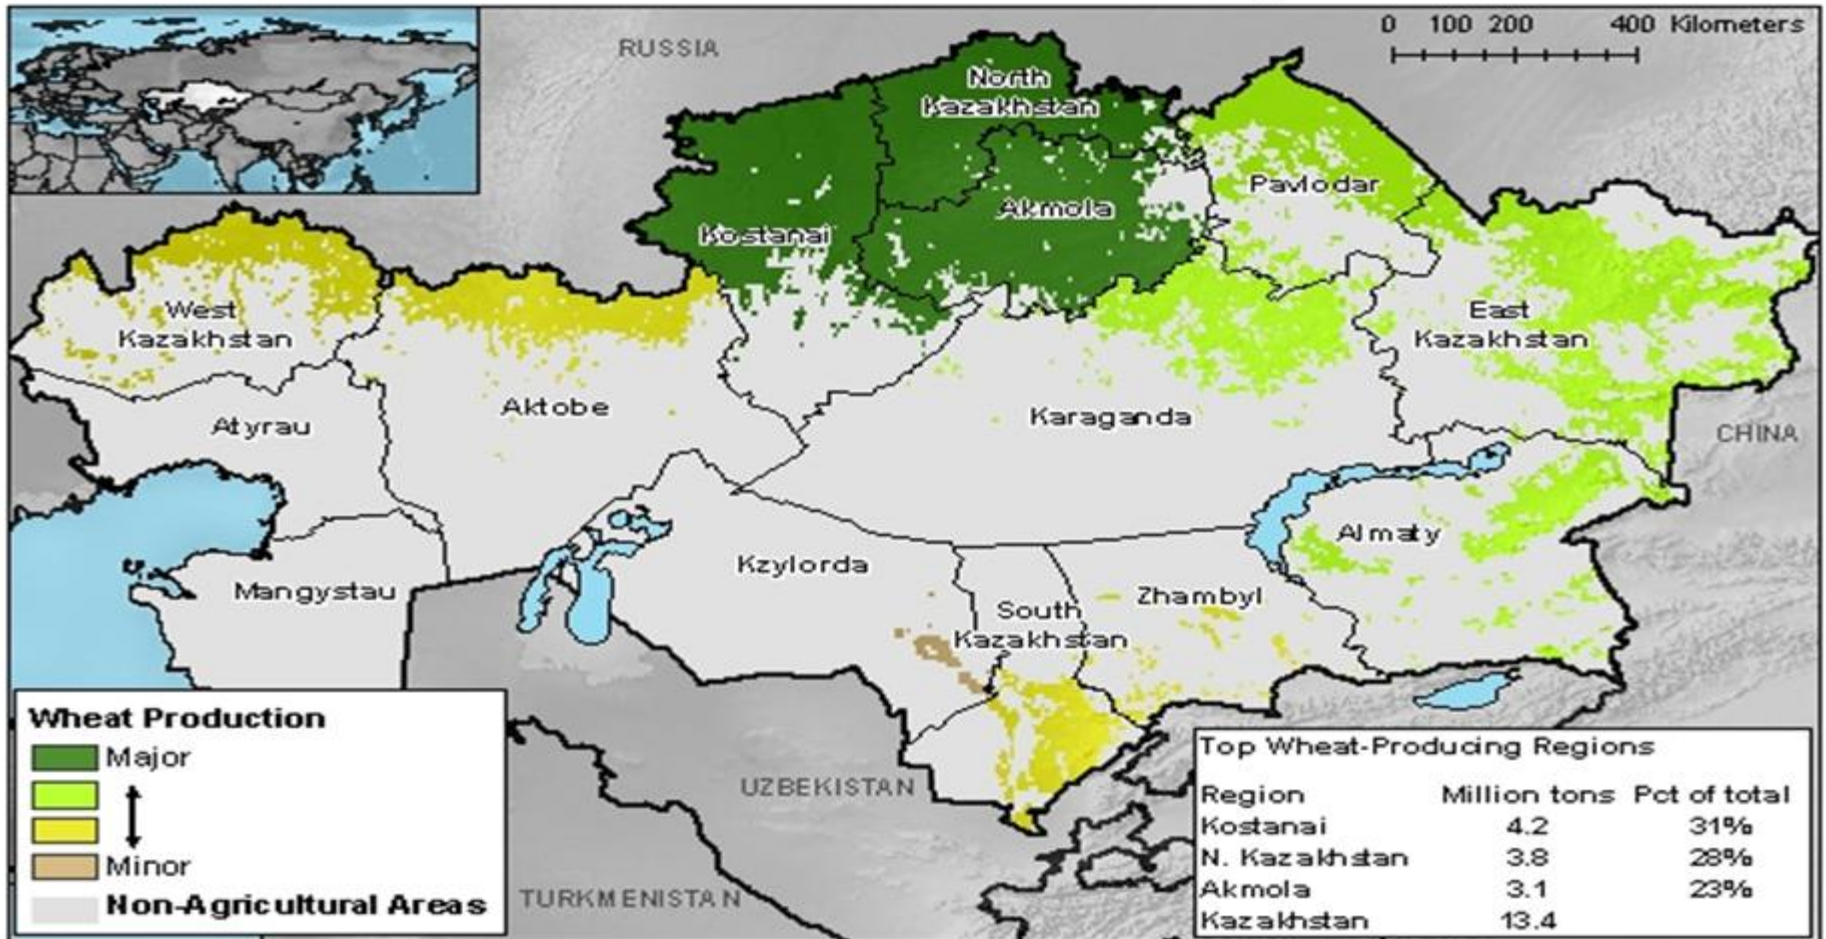 0 100 200 400 Kilometers
RUSSIA
North
Kazakhstan
Pavlodar
Akmola
Kostanai
West
Kazakhstan
East
Kazakhstan
Aktobe
Karaganda
Atyrau
CHINA
Almaty
Kzylorda
Mangystau
Zhambyl
South
Kazakhstan
UZBEKISTAN
TURKMENISTAN
Wheat Production
Major
Minor
Non-Agricultural Areas
Top Wheat-Producing Regions
Region Million tons Pct of total
Kostanai 4.2 31%
N. Kazakhstan 3.8 28%
Akmola 3.1 23%
Kazakhstan 13.4